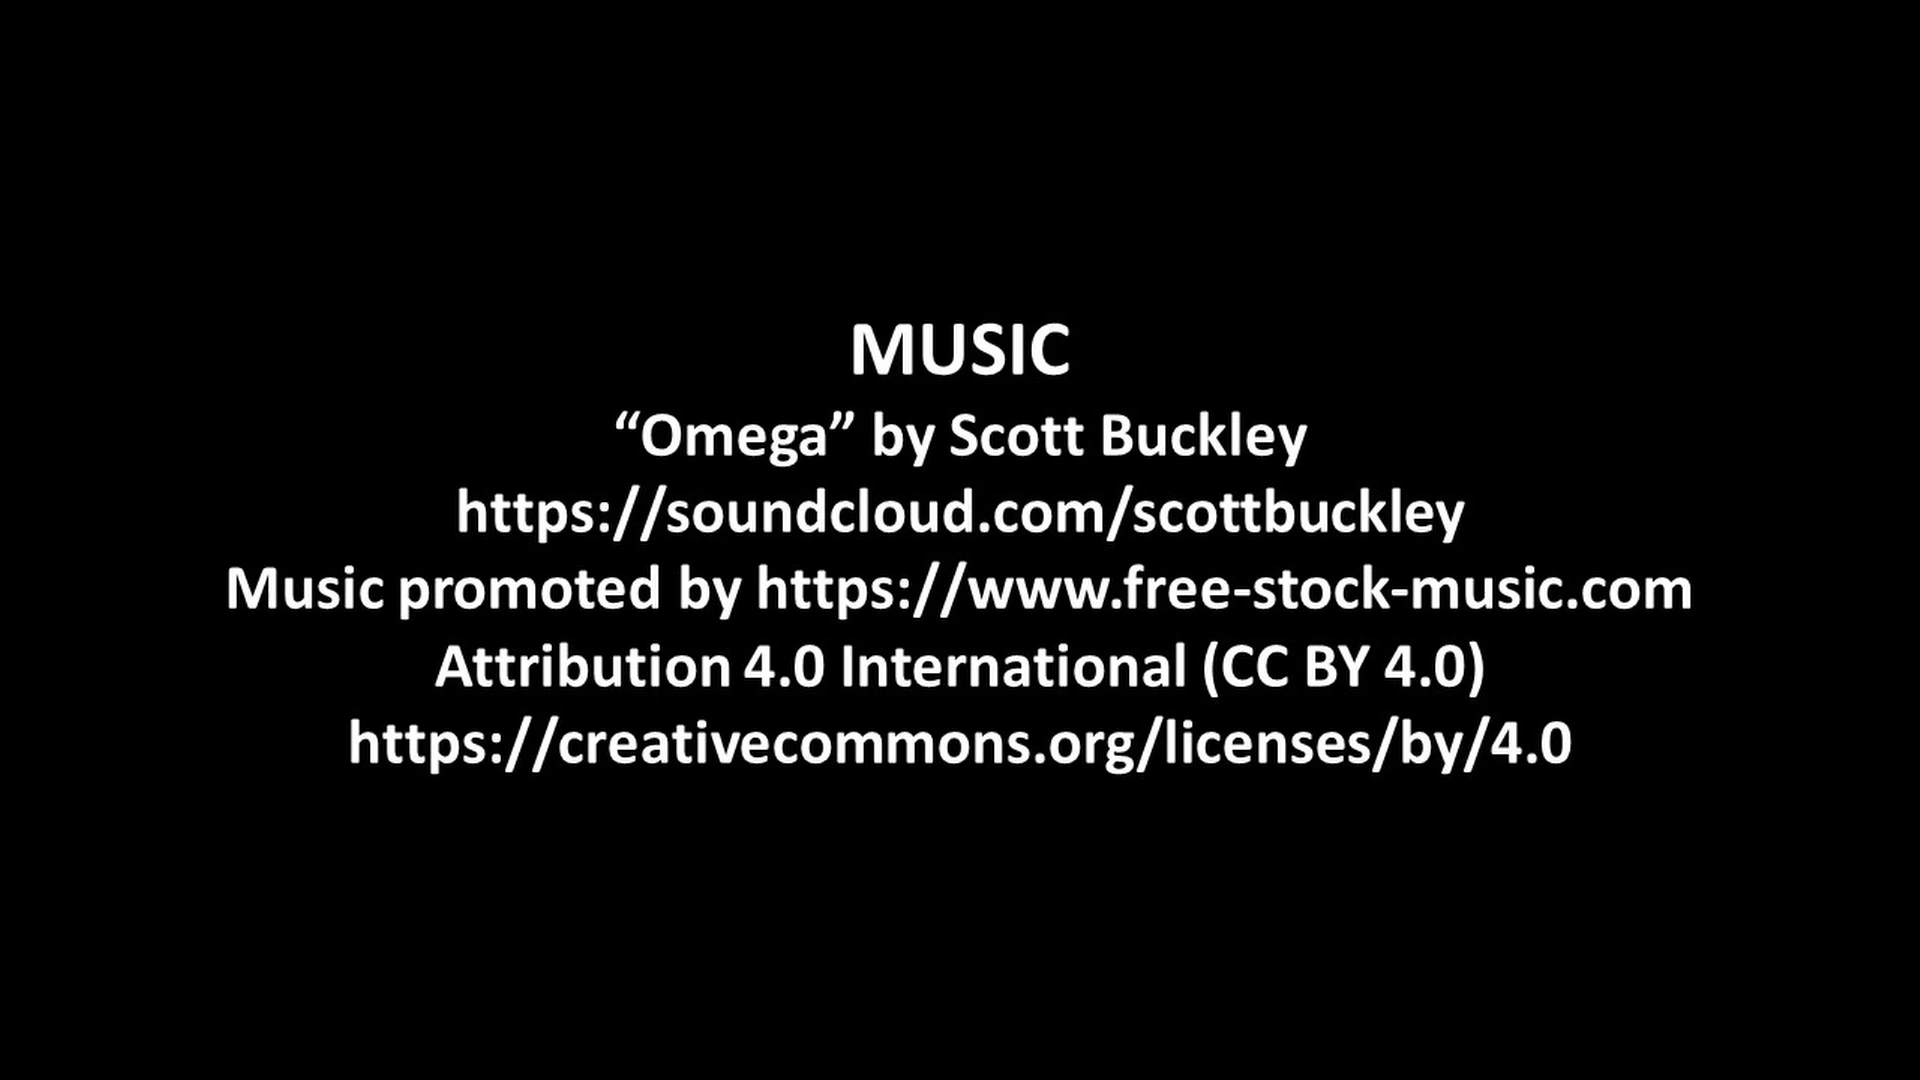 MUSIC
“Omega” by Scott Buckley
https://soundcloud.com/scottbuckley
Music promoted by https://www.free-stock-music.com
Attribution 4.0 International (CC BY 4.0)
https://creativecommons.org/licenses/by/4.0